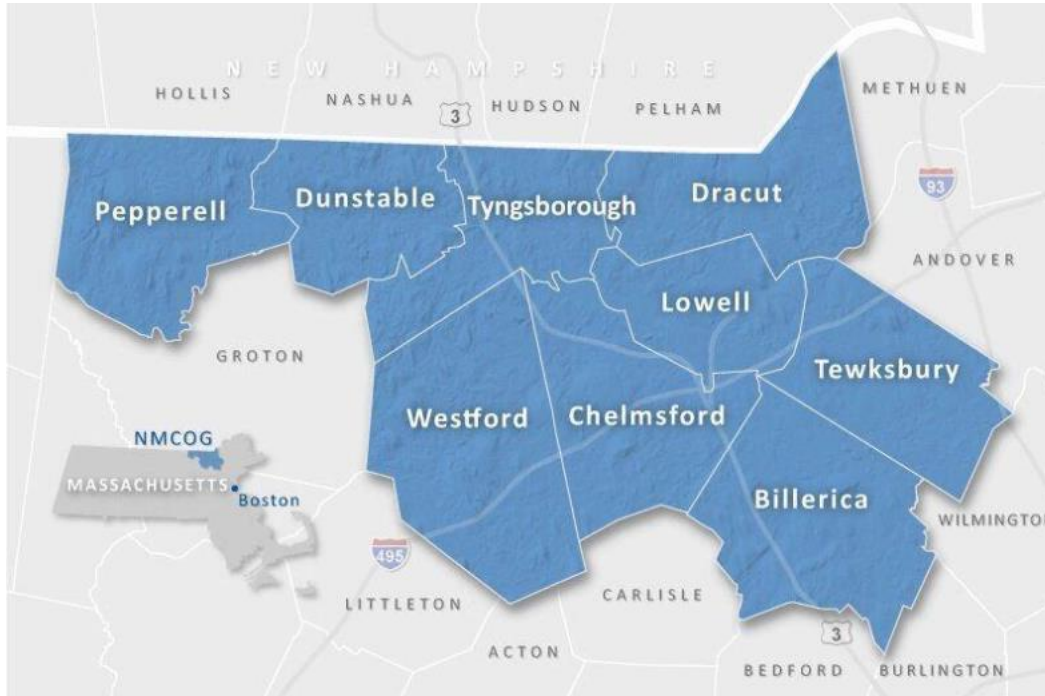 NEW HAMPSHIRE
HOLLIS
NASHUA
HUDSON
PELHAM
METHUEN
3
93
Pepperell
Dunstable
Tyngsborough
Dracut
ANDOVER
Lowell
GROTON
Tewksbury
Westford
Chelmsford
NMCOG
MASSACHUSETTS
Boston
Billerica
WILMINGTON
495
LITTLETON
CARLISLE
3
ACTON
BEDFORD
BURLINGTON